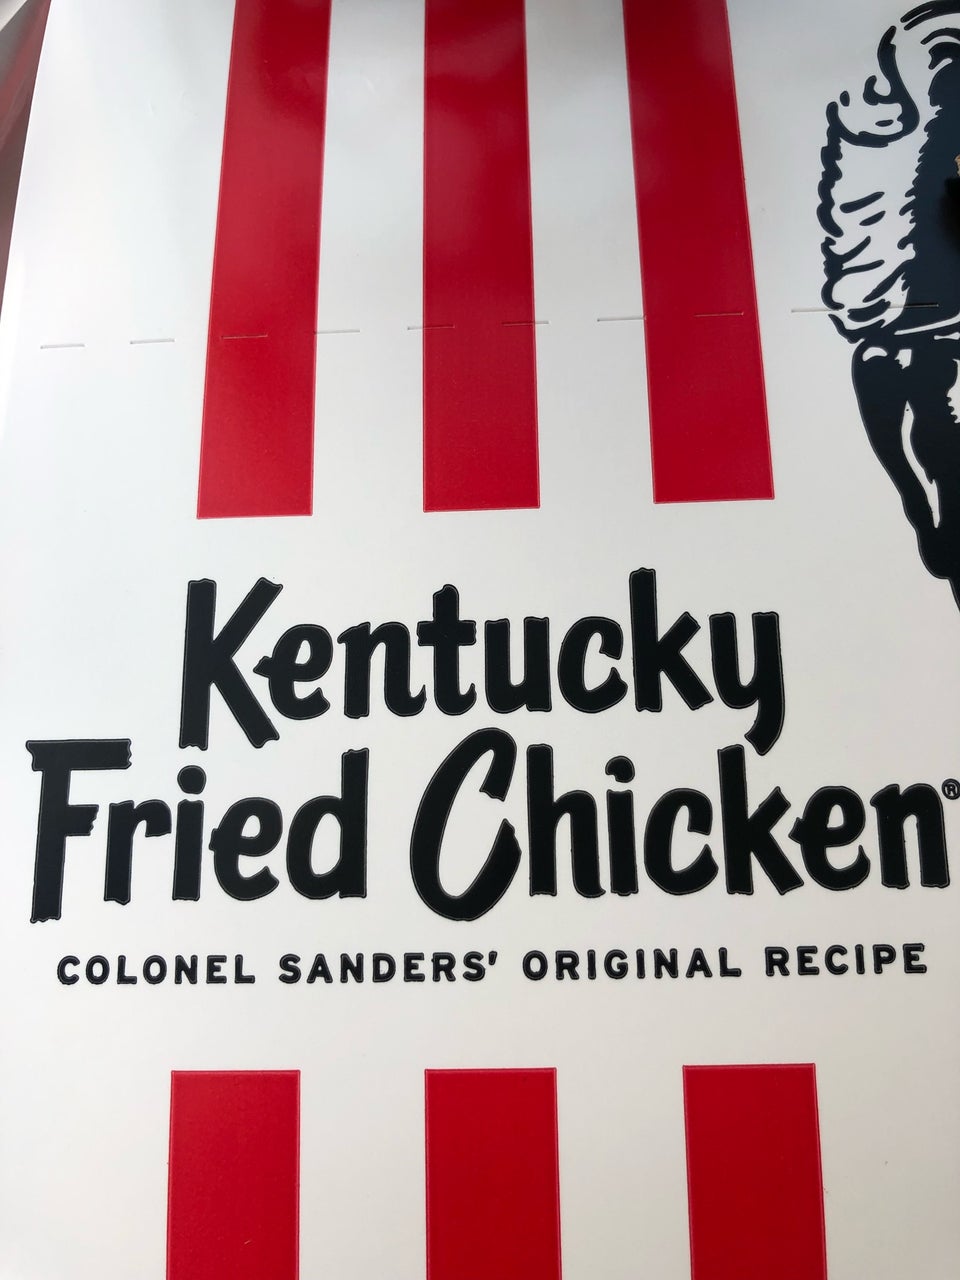 Kentucky
Fried Chicken®
COLONEL SANDERS' ORIGINAL RECIPE